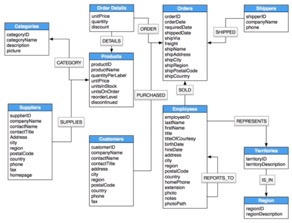 Categories
categoryID
categoryName
description
picture
Order Details
unitPrice
quantity
discount
Orders
orderID
orderDate
requiredDate
shippedDate
shipVia
freight
shipName
shipAddress
shipCity
shipRegion
shipPostalCode
shipCountry
Shippers
shipperID
companyName
phone
ORDER
SHIPPED
DETAILS
CATEGORY
Products
productID
productName
quantityPerLabel
unitPrice
unitsInStock
unitsOnOrder
reorderLevel
discontinued
PURCHASED
SOLD
Suppliers
supplierID
companyName
contactName
contactTitle
Address
city
region
postalCode
country
phone
fax
homepage
SUPPLIES
Customers
customerID
companyName
contactName
contactTitle
address
city
region
postalCode
country
phone
fax
Employees
employeeID
lastName
firstName
title
titleOfCourtesy
birthDate
hireDate
address
city
region
postalCode
country
homePhone
extension
photo
notes
photoPath
REPORTS_TO
REPRESENTS
Territories
territoryID
territoryDescription
IS_IN
Region
regionID
regionDescription